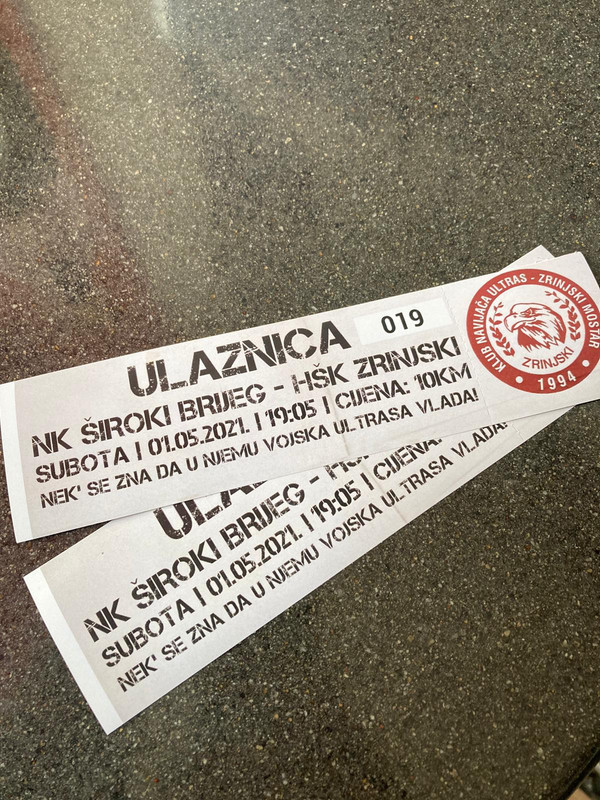 ULAZNICA
019
NK ŠIROKI BRIJEG - HŠK ZRINJSKI
SUBOTA | 01.05.2021. | 19:05 | CIJENA: 10KM
NEK' SE ZNA DA U NJEMU VOJSKA ULTRASA VLADA!
KLUB NAVIJAČA ULTRAS - ZRINJSKI MOSTAR
ZRINJSKI
• 1994 •
NK ŠIROKI BRIJEG -
SUBOTA | 01.05.2021. | 19:05 | CIJENA:
NEK' SE ZNA DA U NJEMU VOJSKA ULTRASA VLADA!